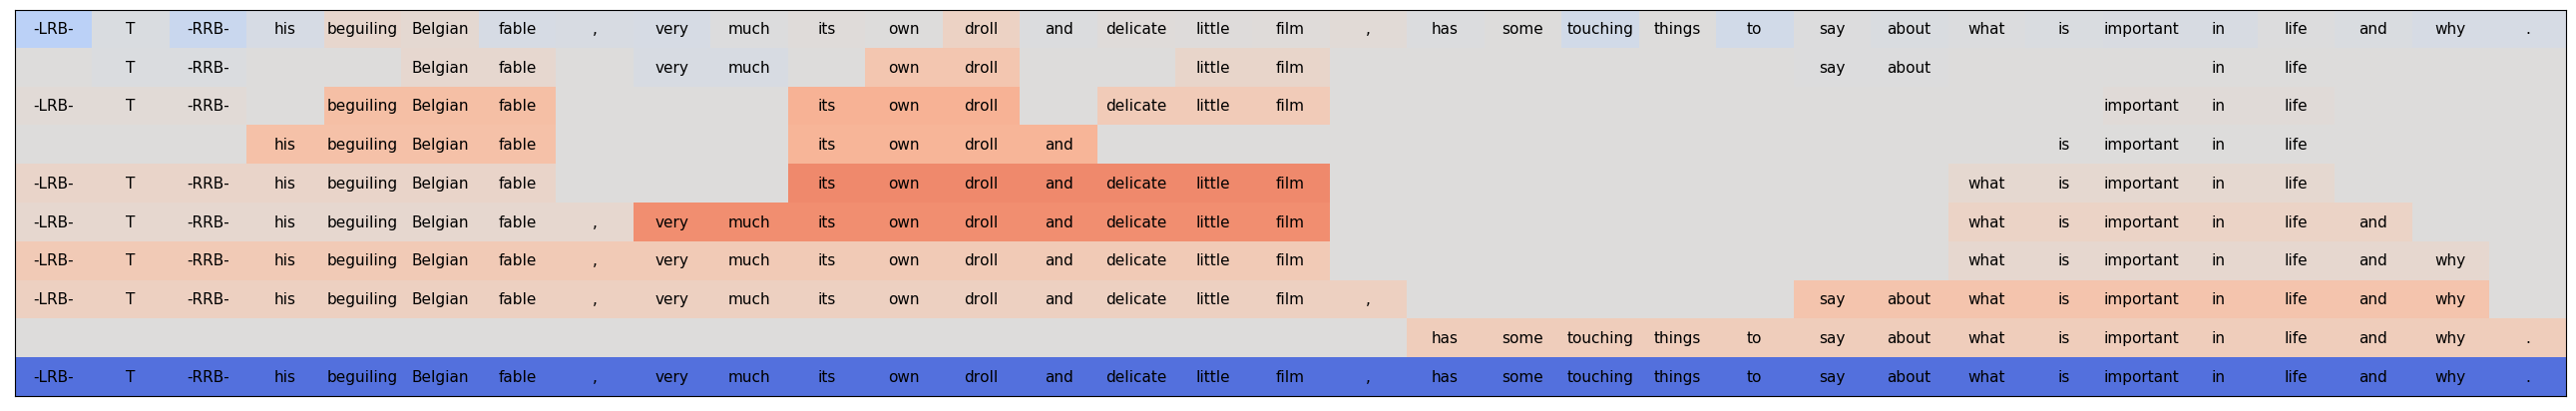 -LRB- T -RRB- his beguiling Belgian fable , very much its own droll and delicate little film , has some touching things to say about what is important in life and why .
T -RRB- Belgian fable very much own droll little film say about in life
-LRB- T -RRB- beguiling Belgian fable its own droll delicate little film important in life
his beguiling Belgian fable its own droll and is important in life
-LRB- T -RRB- his beguiling Belgian fable its own droll and delicate little film what is important in life
-LRB- T -RRB- his beguiling Belgian fable , very much its own droll and delicate little film what is important in life and
-LRB- T -RRB- his beguiling Belgian fable , very much its own droll and delicate little film what is important in life and why
-LRB- T -RRB- his beguiling Belgian fable , very much its own droll and delicate little film , say about what is important in life and why
has some touching things to say about what is important in life and why .
-LRB- T -RRB- his beguiling Belgian fable , very much its own droll and delicate little film , has some touching things to say about what is important in life and why .